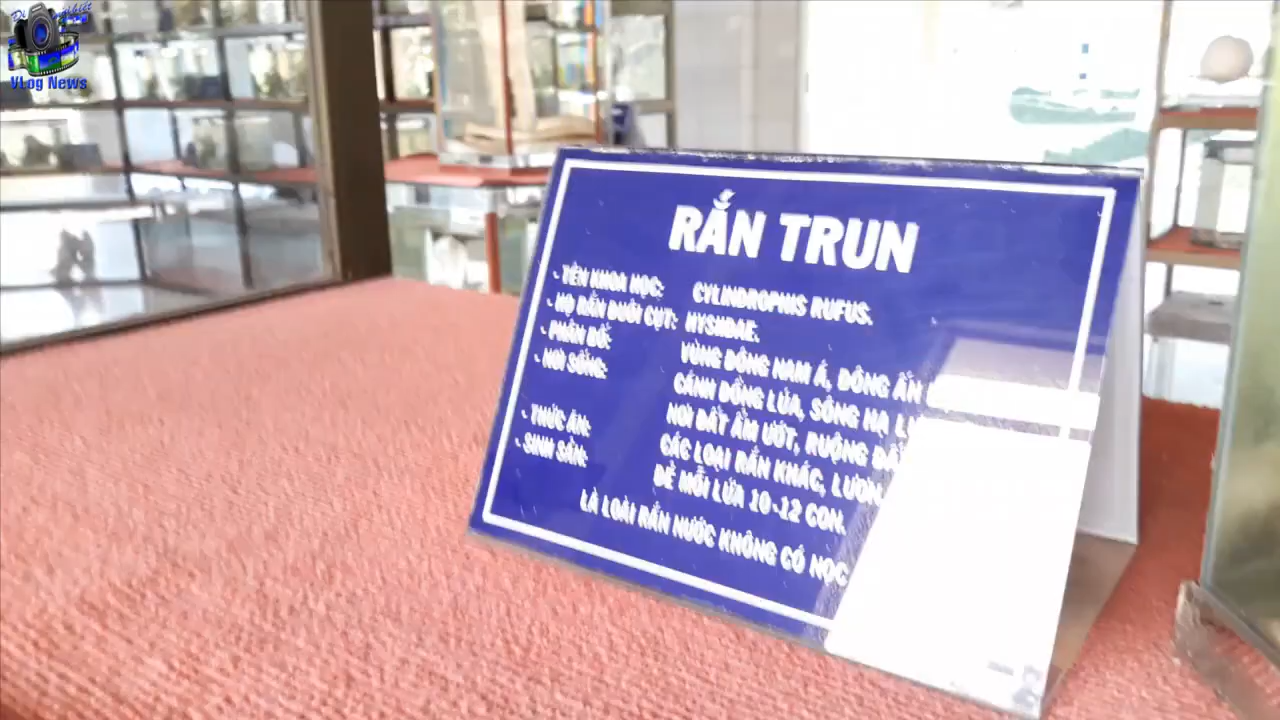 Đi
VLog News
RẮN TRUN
- TÊN KHOA HỌC: CYLINDROPHIS RUFUS.
- HỌ RẮN ĐUÔI CỤT: HYSIIDAE.
- PHÂN BỐ: VÙNG ĐÔNG NAM Á, ĐÔNG ẤN
- NƠI SỐNG: CÁNH ĐỒNG LÚA, SÔNG HẠ
NƠI ĐẤT ẨM ƯỚT, RUỘNG
- THỨC ĂN: CÁC LOẠI RẮN KHÁC, LƯƠN
- SINH SẢN: ĐẺ MỖI LỨA 10-12 CON.
LÀ LOÀI RẮN NƯỚC KHÔNG CÓ NỌC